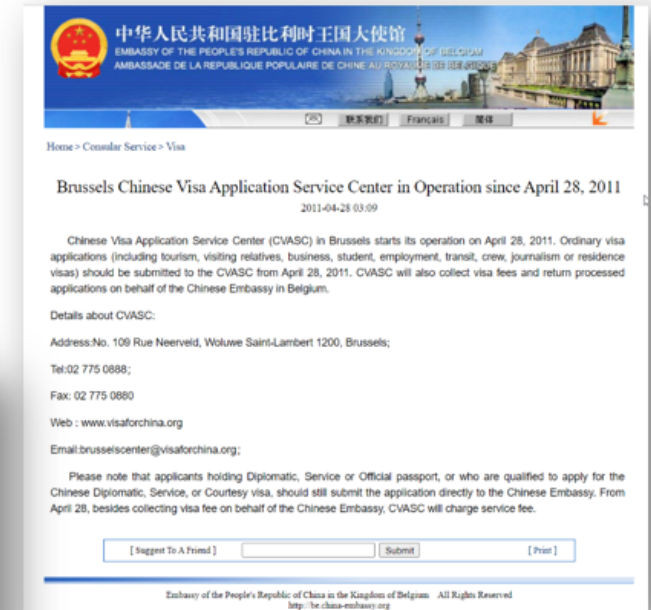 中华人民共和国驻比利时王国大使馆
EMBASSY OF THE PEOPLE'S REPUBLIC OF CHINA IN THE KINGDOM OF BELGIUM
AMBASSADE DE LA REPUBLIQUE POPULAIRE DE CHINE AU ROYAUME DE BELGIQUE
联系我们 Français 简体
Home > Consular Service > Visa
Brussels Chinese Visa Application Service Center in Operation since April 28, 2011
2011-04-28 03:09
Chinese Visa Application Service Center (CVASC) in Brussels starts its operation on April 28, 2011. Ordinary visa
applications (including tourism, visiting relatives, business, student, employment, transit, crew, journalism or residence
visas) should be submitted to the CVASC from April 28, 2011. CVASC will also collect visa fees and return processed
applications on behalf of the Chinese Embassy in Belgium.
Details about CVASC:
Address:No. 109 Rue Neerveld, Woluwe Saint-Lambert 1200, Brussels;
Tel:02 775 0888;
Fax: 02 775 0880
Web : www.visaforchina.org
Email:brusselscenter@visaforchina.org;
Please note that applicants holding Diplomatic, Service or Official passport, or who are qualified to apply for the
Chinese Diplomatic, Service, or Courtesy visa, should still submit the application directly to the Chinese Embassy. From
April 28, besides collecting visa fee on behalf of the Chinese Embassy, CVASC will charge service fee.
[ Suggest To A Friend ] Submit [ Print ]
Embassy of the People's Republic of China in the Kingdom of Belgium All Rights Reserved
http://be.china-embassy.org